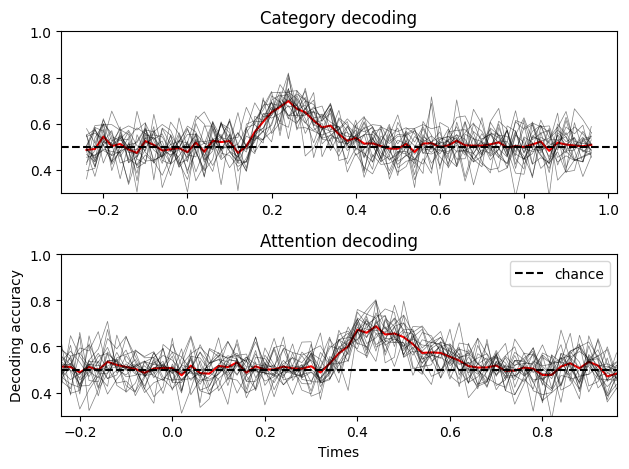 Category decoding
1.0
0.8
0.6
0.4
−0.2 0.0 0.2 0.4 0.6 0.8 1.0
Attention decoding
1.0
0.8
0.6
0.4
Decoding accuracy
chance
−0.2 0.0 0.2 0.4 0.6 0.8
Times